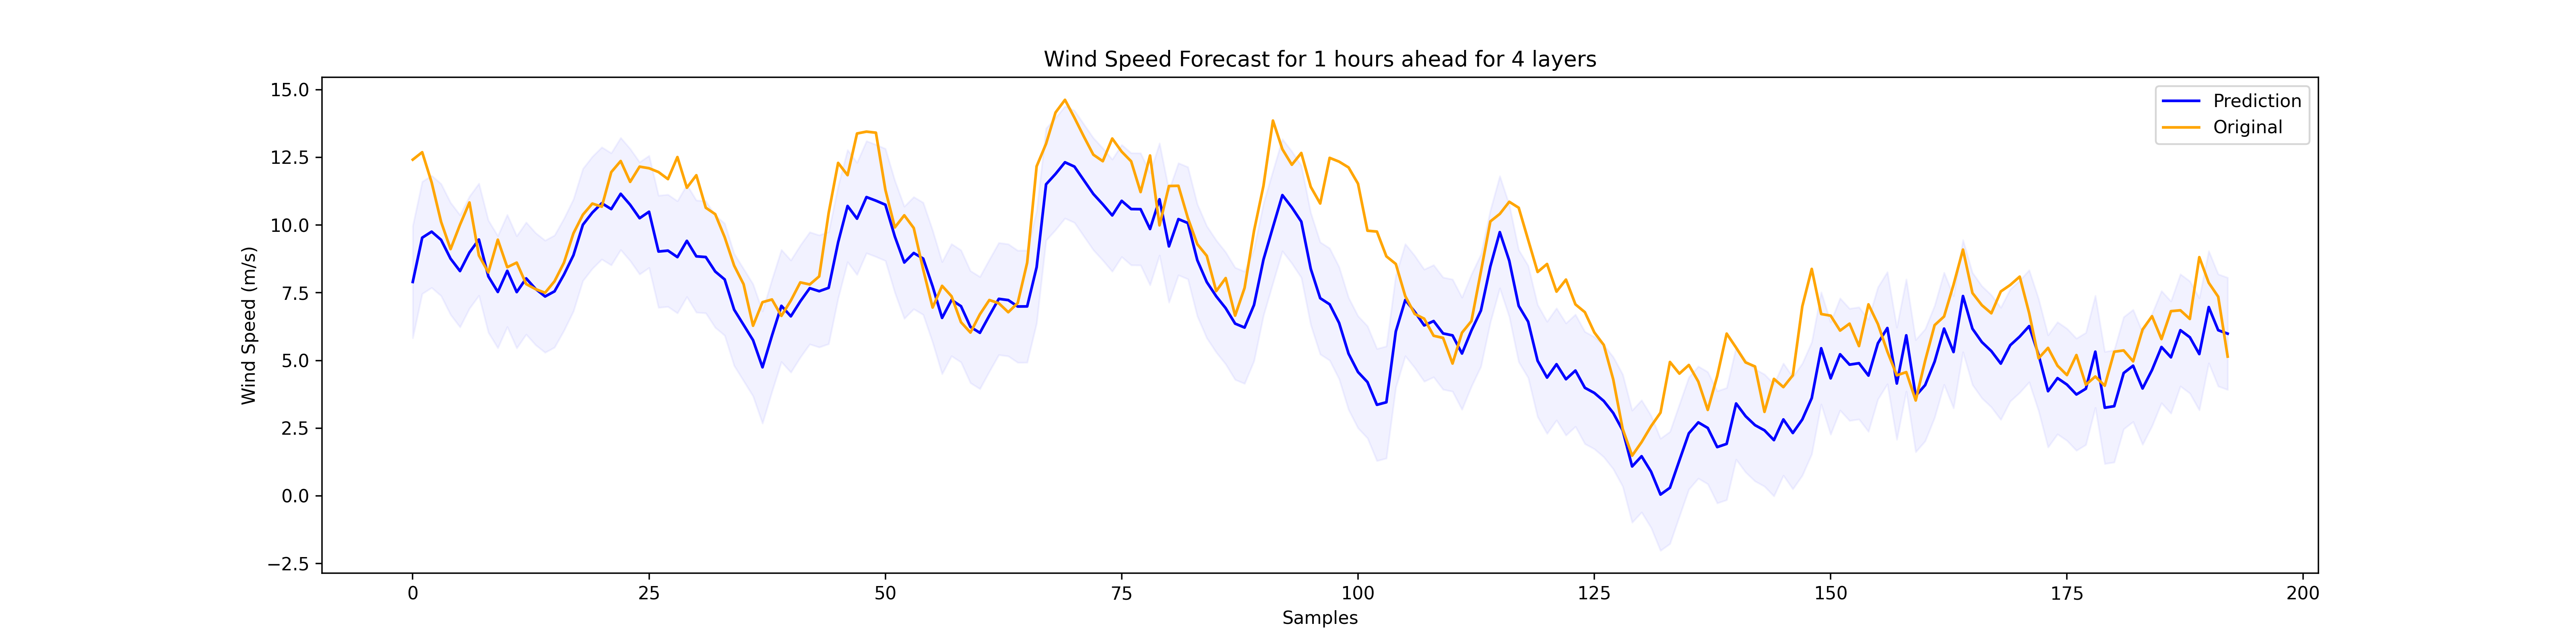 Wind Speed Forecast for 1 hours ahead for 4 layers
Prediction
Original
Wind Speed (m/s)
15.0
12.5
10.0
7.5
5.0
2.5
0.0
−2.5
0 25 50 75 100 125 150 175 200
Samples